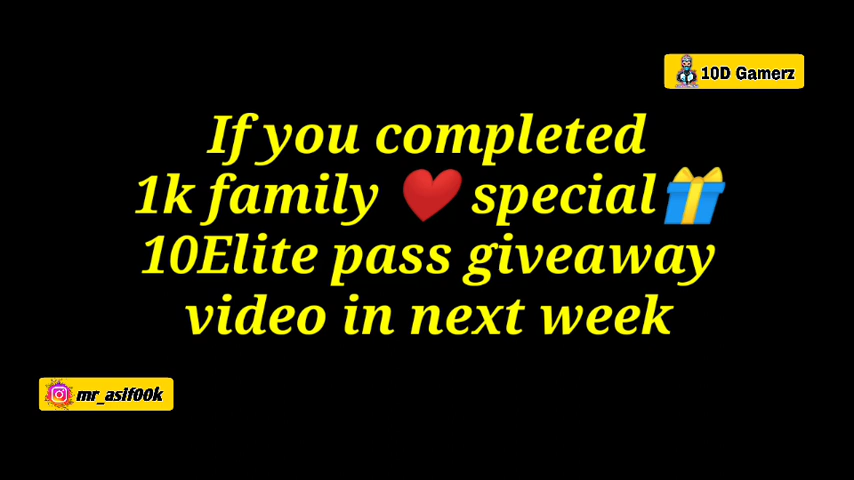 10D Gamerz
If you completed
1k family ❤️ special🎁
10Elite pass giveaway
video in next week
mr_asif00k